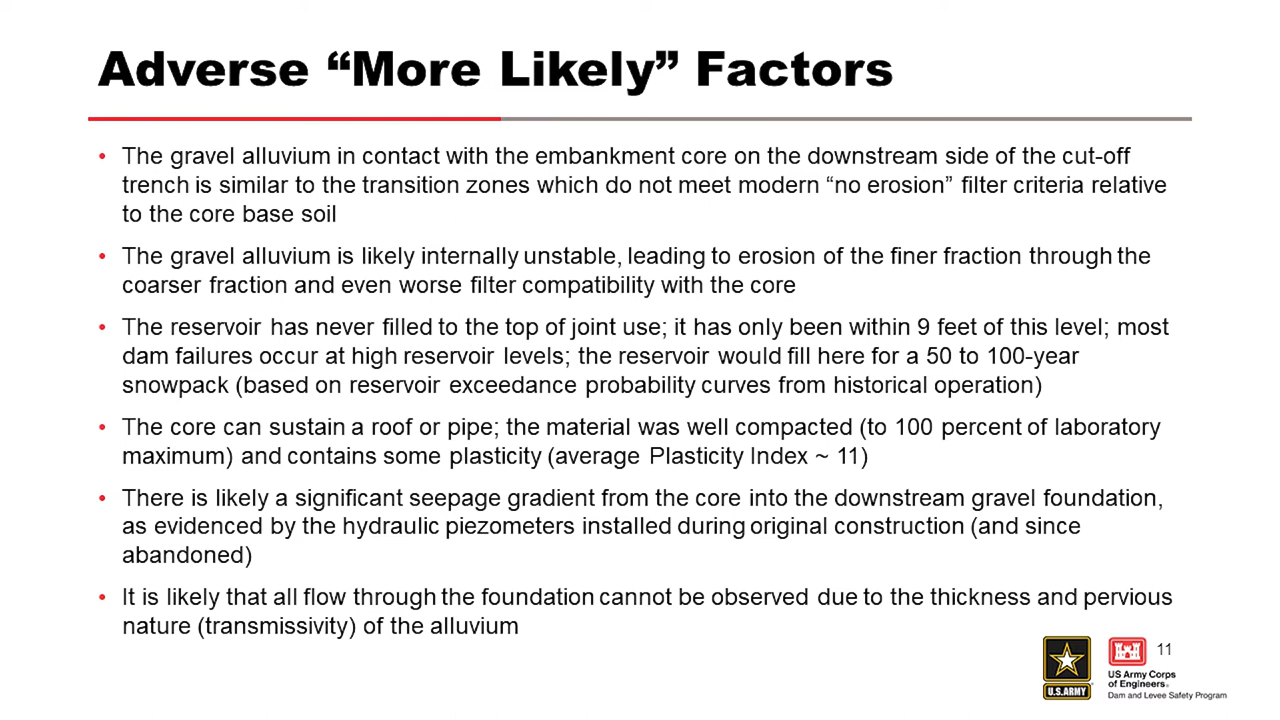 Adverse “More Likely” Factors
• The gravel alluvium in contact with the embankment core on the downstream side of the cut-off
trench is similar to the transition zones which do not meet modern “no erosion” filter criteria relative
to the core base soil
• The gravel alluvium is likely internally unstable, leading to erosion of the finer fraction through the
coarser fraction and even worse filter compatibility with the core
• The reservoir has never filled to the top of joint use; it has only been within 9 feet of this level; most
dam failures occur at high reservoir levels; the reservoir would fill here for a 50 to 100-year
snowpack (based on reservoir exceedance probability curves from historical operation)
• The core can sustain a roof or pipe; the material was well compacted (to 100 percent of laboratory
maximum) and contains some plasticity (average Plasticity Index ~ 11)
• There is likely a significant seepage gradient from the core into the downstream gravel foundation,
as evidenced by the hydraulic piezometers installed during original construction (and since
abandoned)
• It is likely that all flow through the foundation cannot be observed due to the thickness and pervious
nature (transmissivity) of the alluvium
11
U.S.ARMY
US Army Corps
of Engineers®
Dam and Levee Safety Program